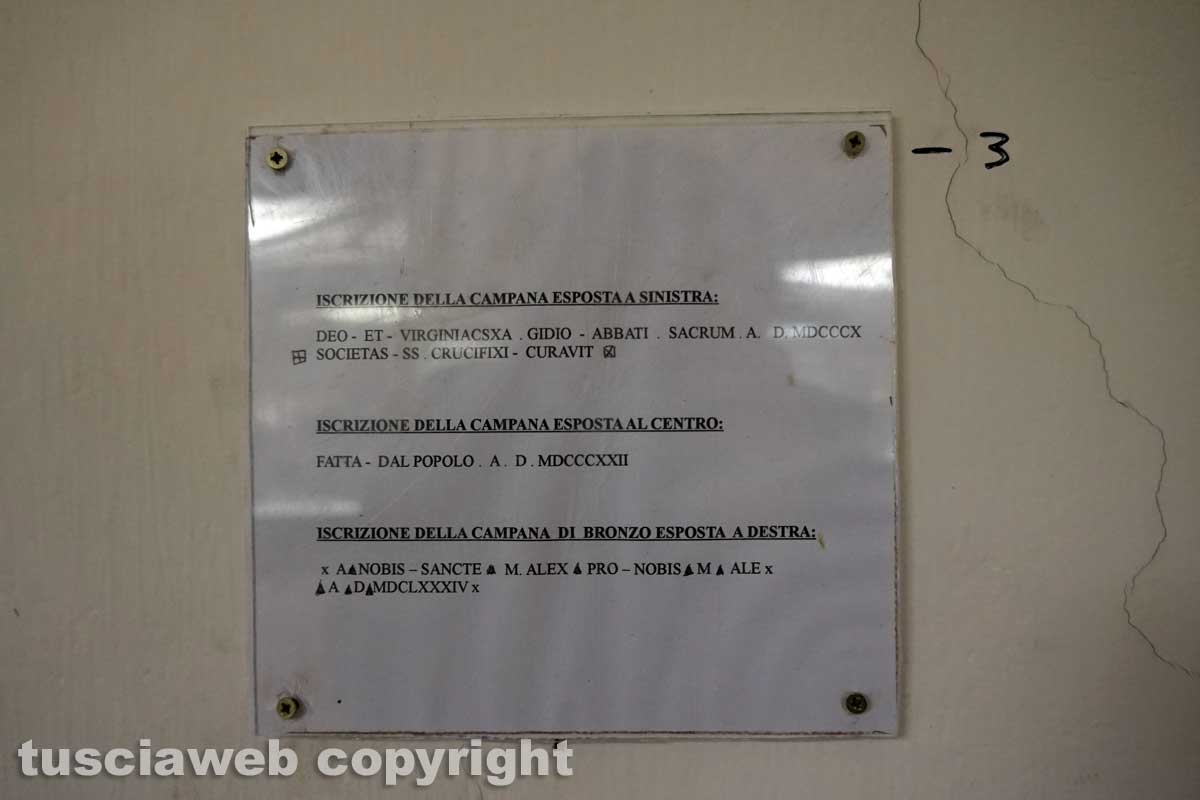 - 3
ISCRIZIONE DELLA CAMPANA ESPOSTA A SINISTRA:
DEO - ET - VIRGINIACSXA . GIDIO - ABBATI . SACRUM . A. D. MDCCCX
SOCIETAS - SS . CRUCIFIXI - CURAVIT
ISCRIZIONE DELLA CAMPANA ESPOSTA AL CENTRO:
FATTA - DAL POPOLO . A . D . MDCCCXXII
ISCRIZIONE DELLA CAMPANA DI BRONZO ESPOSTA A DESTRA:
x A▲NOBIS – SANCTE ▲ M. ALEX ▲ PRO – NOBIS ▲ M ▲ ALE x
▲ A ▲D▲MDCLXXXIV x
tusciaweb copyright